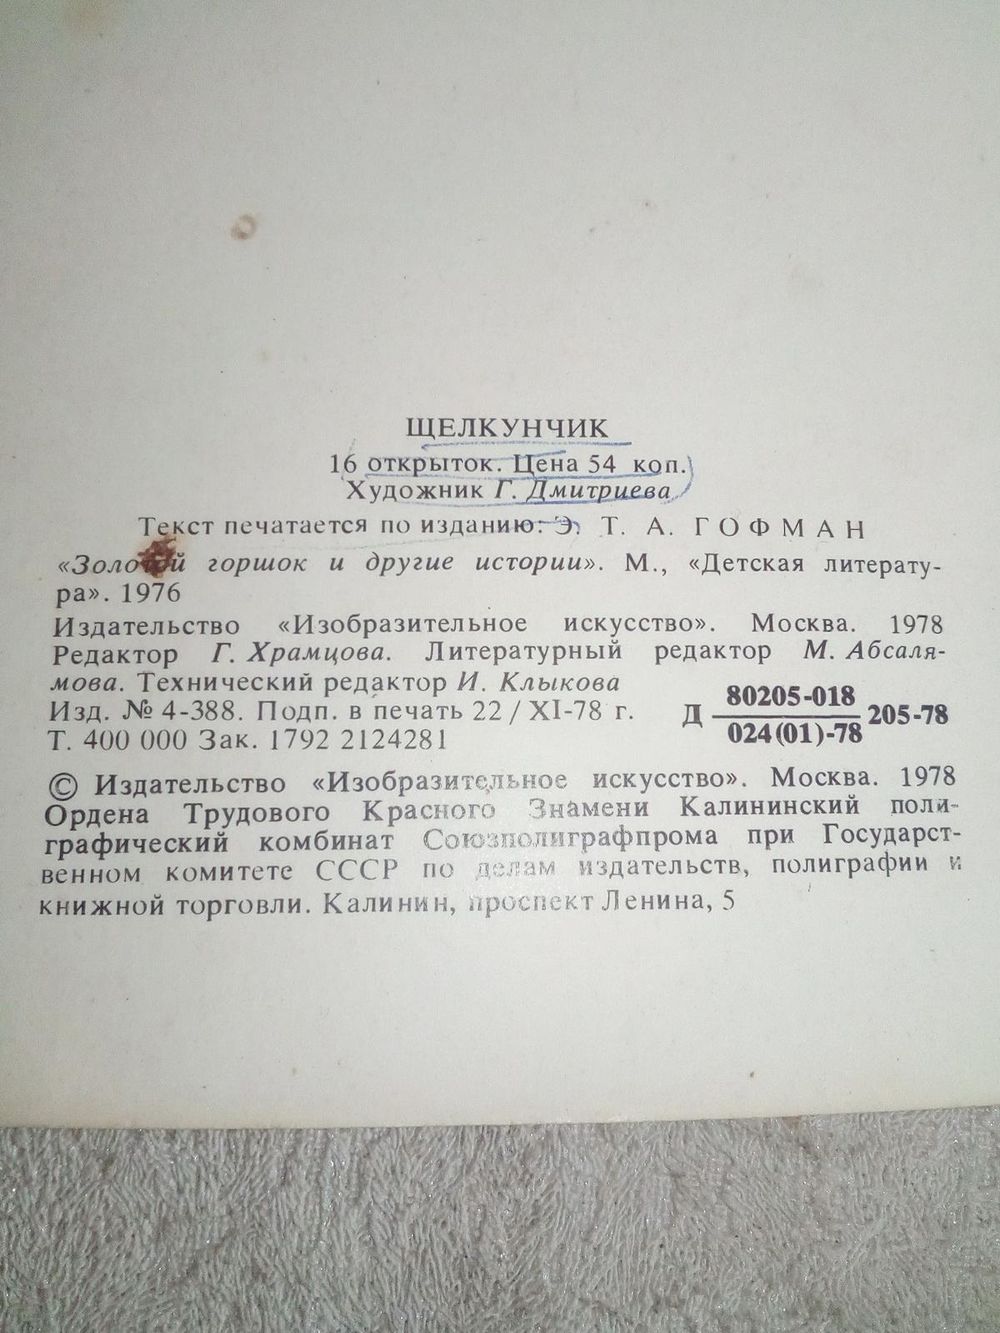 ЩЕЛКУНЧИК
16 открыток. Цена 54 коп.
Художник Г. Дмитриева
Текст печатается по изданию: Э. Т. А. ГОФМАН
«Золотой горшок и другие истории». М., «Детская литерату-
ра». 1976
Издательство «Изобразительное искусство». Москва. 1978
Редактор Г. Храмцова. Литературный редактор М. Абсаля-
мова. Технический редактор И. Клыкова
Изд. № 4-388. Подп. в печать 22/XI-78 г.
Т. 400 000 Зак. 1792 2124281
Д 80205-018
024(01)-78 205-78
© Издательство «Изобразительное искусство». Москва. 1978
Ордена Трудового Красного Знамени Калининский поли-
графический комбинат Союзполиграфпрома при Государст-
венном комитете СССР по делам издательств, полиграфии и
книжной торговли. Калинин, проспект Ленина, 5